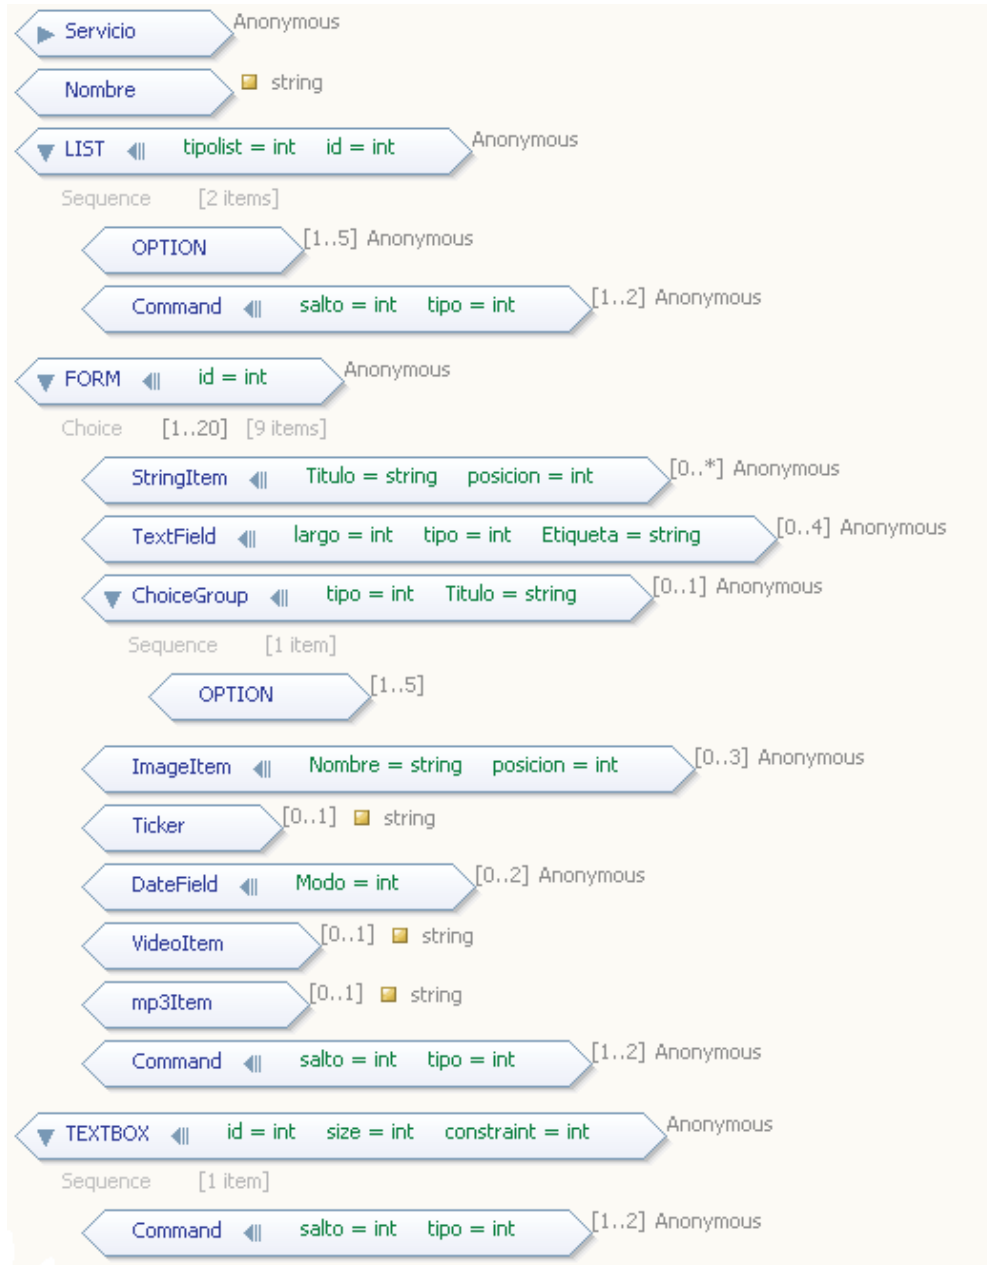 Servicio Anonymous
Nombre string
LIST tipolist = int id = int Anonymous
Sequence [2 items]
OPTION [1..5] Anonymous
Command salto = int tipo = int [1..2] Anonymous
FORM id = int Anonymous
Choice [1..20] [9 items]
StringItem Titulo = string posicion = int [0..*] Anonymous
TextField largo = int tipo = int Etiqueta = string [0..4] Anonymous
ChoiceGroup tipo = int Titulo = string [0..1] Anonymous
Sequence [1 item]
OPTION [1..5]
ImageItem Nombre = string posicion = int [0..3] Anonymous
Ticker [0..1] string
DateField Modo = int [0..2] Anonymous
VideoItem [0..1] string
mp3Item [0..1] string
Command salto = int tipo = int [1..2] Anonymous
TEXTBOX id = int size = int constraint = int Anonymous
Sequence [1 item]
Command salto = int tipo = int [1..2] Anonymous